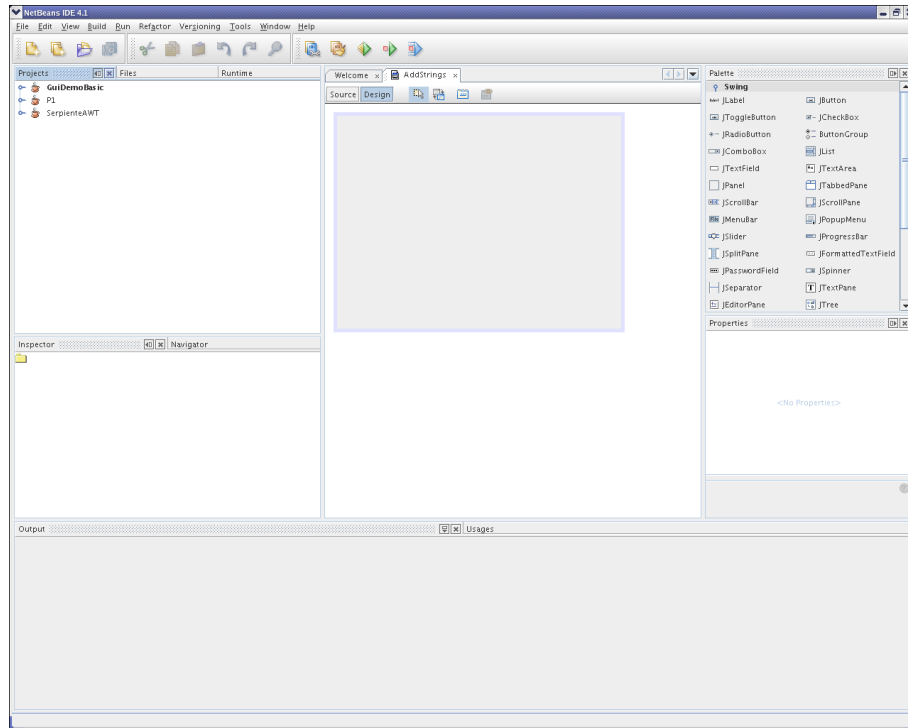 NetBeans IDE 4.1
File Edit View Build Run Refactor Versioning Tools Window Help
Projects Files Runtime
GuiDemoBasic
P1
SerpienteAWT
Inspector Navigator
Welcome AddStrings
Source Design
Palette
Swing
JLabel JButton
JToggleButton JCheckBox
JRadioButton ButtonGroup
JComboBox JList
JTextField JTextArea
JPanel JTabbedPane
JScrollBar JScrollPane
JMenuBar JPopupMenu
JSlider JProgressBar
JSplitPane JFormattedTextField
JPasswordField JSpinner
JSeparator JTextPane
JEditorPane JTree
Properties
<No Properties>
Output Usages